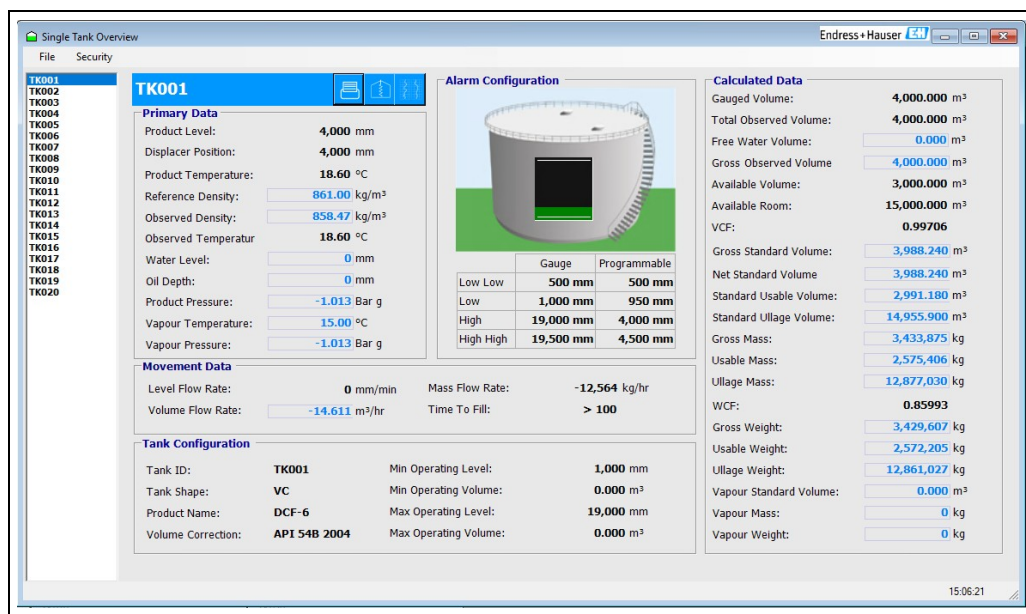 Single Tank Overview
Endress+Hauser EH
File Security
TK001
TK002
TK003
TK004
TK005
TK006
TK007
TK008
TK009
TK010
TK011
TK012
TK013
TK014
TK015
TK016
TK017
TK018
TK019
TK020
TK001
Primary Data
Product Level: 4,000 mm
Displacer Position: 4,000 mm
Product Temperature: 18.60 °C
Reference Density: 861.00 kg/m³
Observed Density: 858.47 kg/m³
Observed Temperatur 18.60 °C
Water Level: 0 mm
Oil Depth: 0 mm
Product Pressure: -1.013 Bar g
Vapour Temperature: 15.00 °C
Vapour Pressure: -1.013 Bar g
Alarm Configuration
Gauge Programmable
Low Low 500 mm 500 mm
Low 1,000 mm 950 mm
High 19,000 mm 4,000 mm
High High 19,500 mm 4,500 mm
Movement Data
Level Flow Rate: 0 mm/min Mass Flow Rate: -12,564 kg/hr
Volume Flow Rate: -14.611 m³/hr Time To Fill: > 100
Tank Configuration
Tank ID: TK001 Min Operating Level: 1,000 mm
Tank Shape: VC Min Operating Volume: 0.000 m³
Product Name: DCF-6 Max Operating Level: 19,000 mm
Volume Correction: API 54B 2004 Max Operating Volume: 0.000 m³
Calculated Data
Gauged Volume: 4,000.000 m³
Total Observed Volume: 4,000.000 m³
Free Water Volume: 0.000 m³
Gross Observed Volume 4,000.000 m³
Available Volume: 3,000.000 m³
Available Room: 15,000.000 m³
VCF: 0.99706
Gross Standard Volume: 3,988.240 m³
Net Standard Volume 3,988.240 m³
Standard Usable Volume: 2,991.180 m³
Standard Ullage Volume: 14,955.900 m³
Gross Mass: 3,433,875 kg
Usable Mass: 2,575,406 kg
Ullage Mass: 12,877,030 kg
WCF: 0.85993
Gross Weight: 3,429,607 kg
Usable Weight: 2,572,205 kg
Ullage Weight: 12,861,027 kg
Vapour Standard Volume: 0.000 m³
Vapour Mass: 0 kg
Vapour Weight: 0 kg
15:06:21